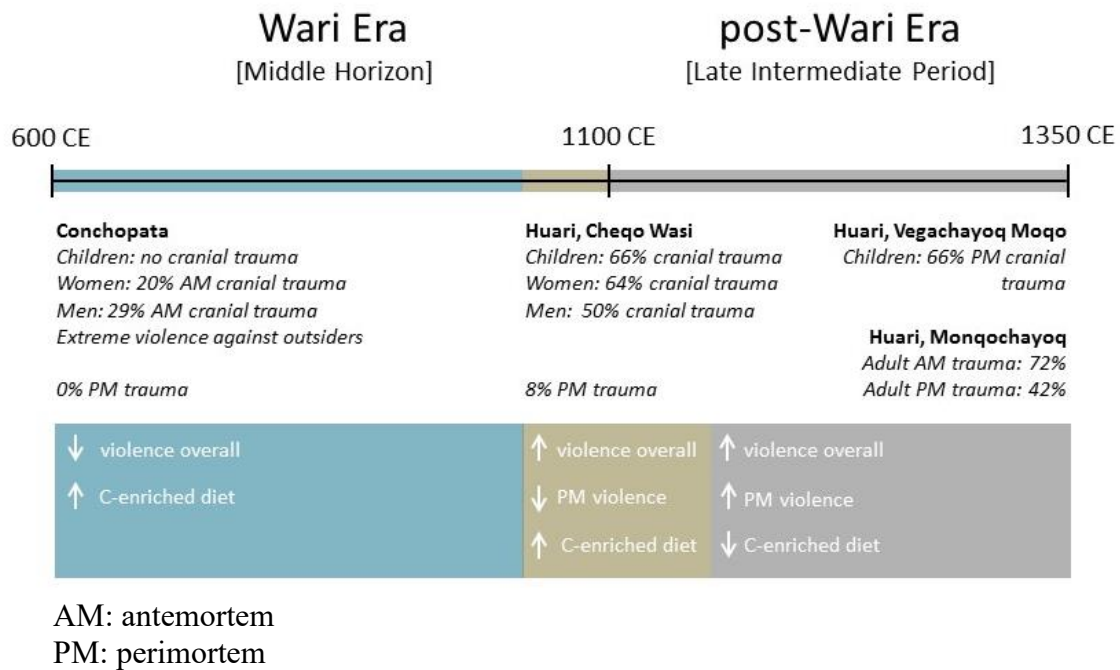 Wari Era
[Middle Horizon]
post-Wari Era
[Late Intermediate Period]
600 CE
1100 CE
1350 CE
Conchopata
Children: no cranial trauma
Women: 20% AM cranial trauma
Men: 29% AM cranial trauma
Extreme violence against outsiders
0% PM trauma
Huari, Cheqo Wasi
Children: 66% cranial trauma
Women: 64% cranial trauma
Men: 50% cranial trauma
8% PM trauma
Huari, Vegachayoq Moqo
Children: 66% PM cranial
trauma
Huari, Monqochayoq
Adult AM trauma: 72%
Adult PM trauma: 42%
↓ violence overall
↑ C-enriched diet
↑ violence overall
↓ PM violence
↑ C-enriched diet
↑ violence overall
↑ PM violence
↓ C-enriched diet
AM: antemortem
PM: perimortem